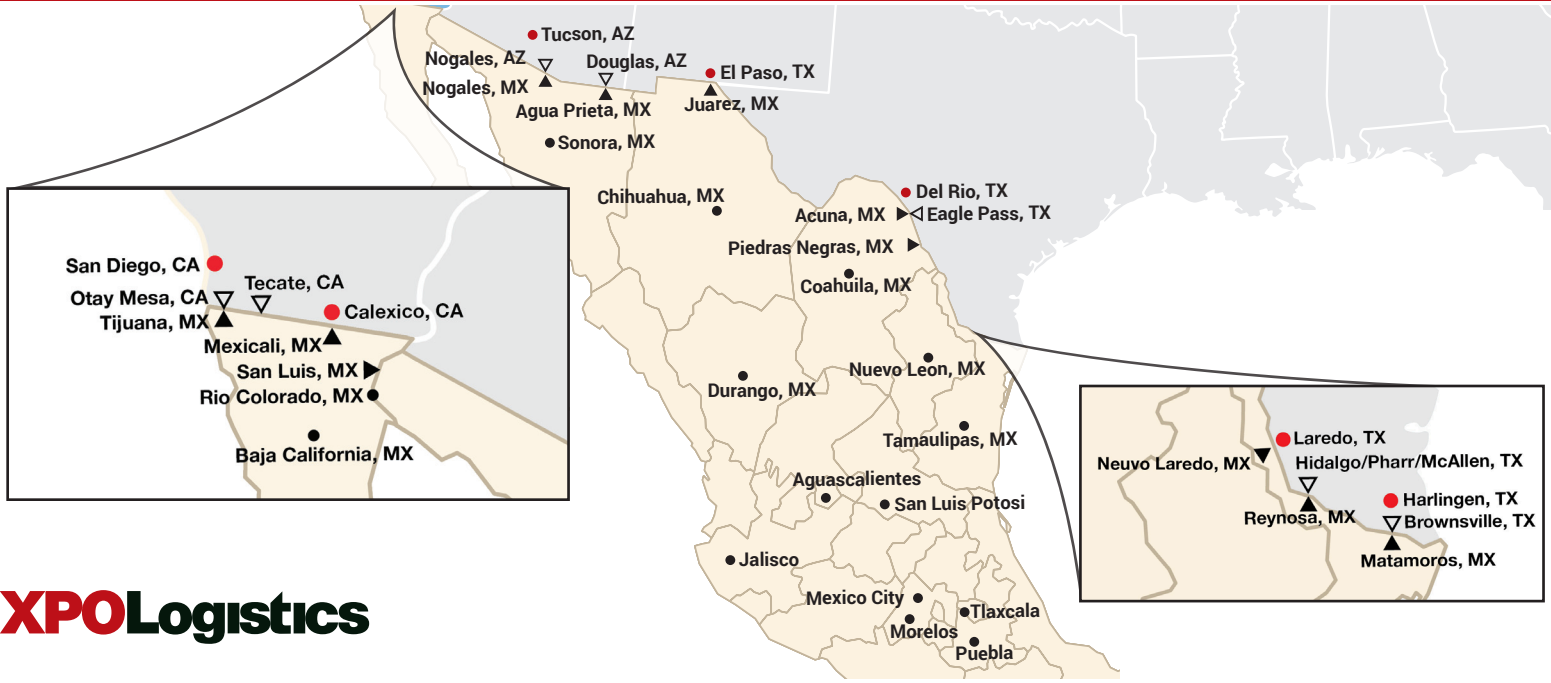 Tucson, AZ
Nogales, AZ
Douglas, AZ
El Paso, TX
Nogales, MX
Agua Prieta, MX
Juarez, MX
Sonora, MX
Chihuahua, MX
Del Rio, TX
Acuna, MX
Eagle Pass, TX
Piedras Negras, MX
Coahuila, MX
San Diego, CA
Tecate, CA
Otay Mesa, CA
Calexico, CA
Tijuana, MX
Mexicali, MX
San Luis, MX
Rio Colorado, MX
Baja California, MX
Nuevo Leon, MX
Durango, MX
Tamaulipas, MX
Laredo, TX
Neuvo Laredo, MX
Hidalgo/Pharr/McAllen, TX
Harlingen, TX
Reynosa, MX
Brownsville, TX
Matamoros, MX
Aguascalientes
San Luis Potosi
Jalisco
Mexico City
Tlaxcala
Morelos
Puebla
XPOLogistics